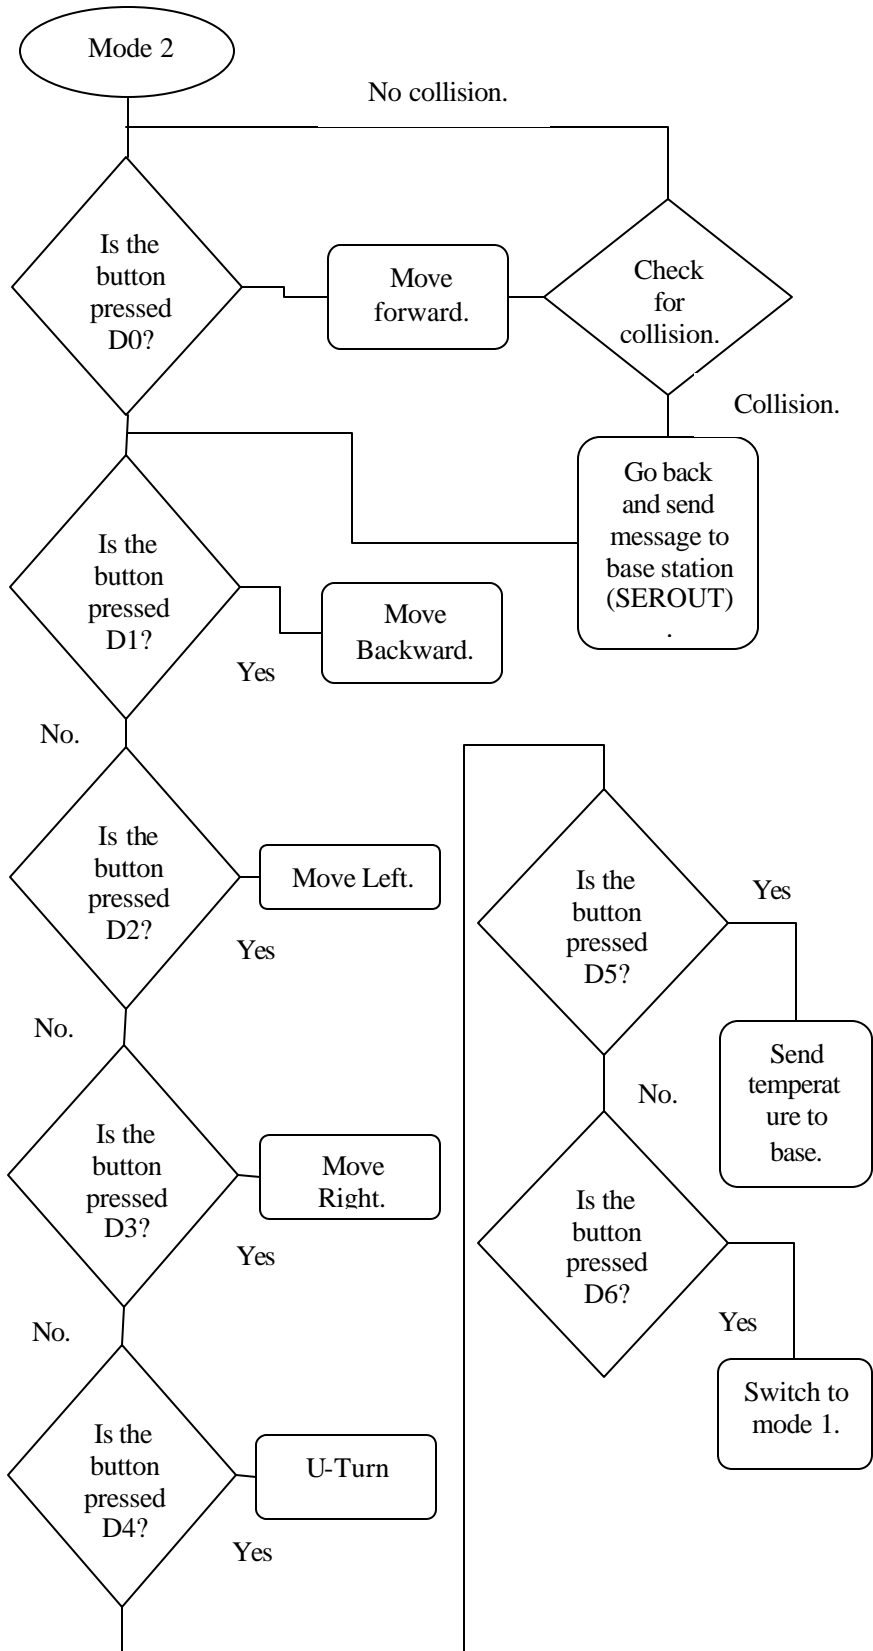 Mode 2
No collision.
Is the
button
pressed
D0?
Move
forward.
Check
for
collision.
Collision.
Go back
and send
message to
base station
(SEROUT)
.
Is the
button
pressed
D1?
Move
Backward.
Yes
No.
Is the
button
pressed
D2?
Move Left.
Yes
No.
Is the
button
pressed
D3?
Move
Right.
Yes
No.
Is the
button
pressed
D4?
U-Turn
Yes
Is the
button
pressed
D5?
Yes
Send
temperat
ure to
base.
No.
Is the
button
pressed
D6?
Yes
Switch to
mode 1.